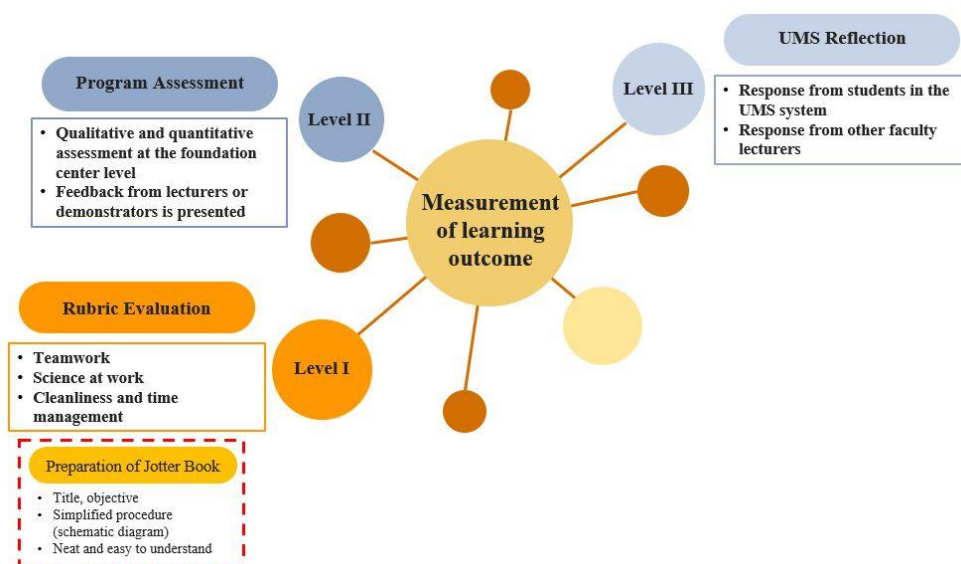 UMS Reflection
• Response from students in the
UMS system
• Response from other faculty
lecturers
Level III
Program Assessment
• Qualitative and quantitative
assessment at the foundation
center level
• Feedback from lecturers or
demonstrators is presented
Level II
Measurement
of learning
outcome
Rubric Evaluation
• Teamwork
• Science at work
• Cleanliness and time
management
Level I
Preparation of Jotter Book
• Title, objective
• Simplified procedure
(schematic diagram)
• Neat and easy to understand